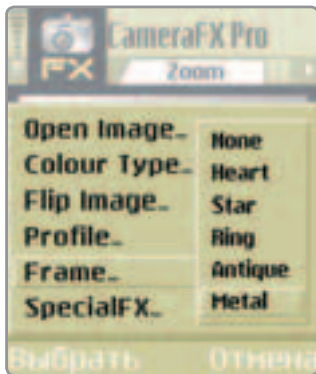 CameraFX Pro
FX
Zoom
Open Image...
Colour Type...
Flip Image...
Profile...
Frame...
SpecialFX...
None
Heart
Star
Ring
Antique
Metal
Выбрать
Отмена